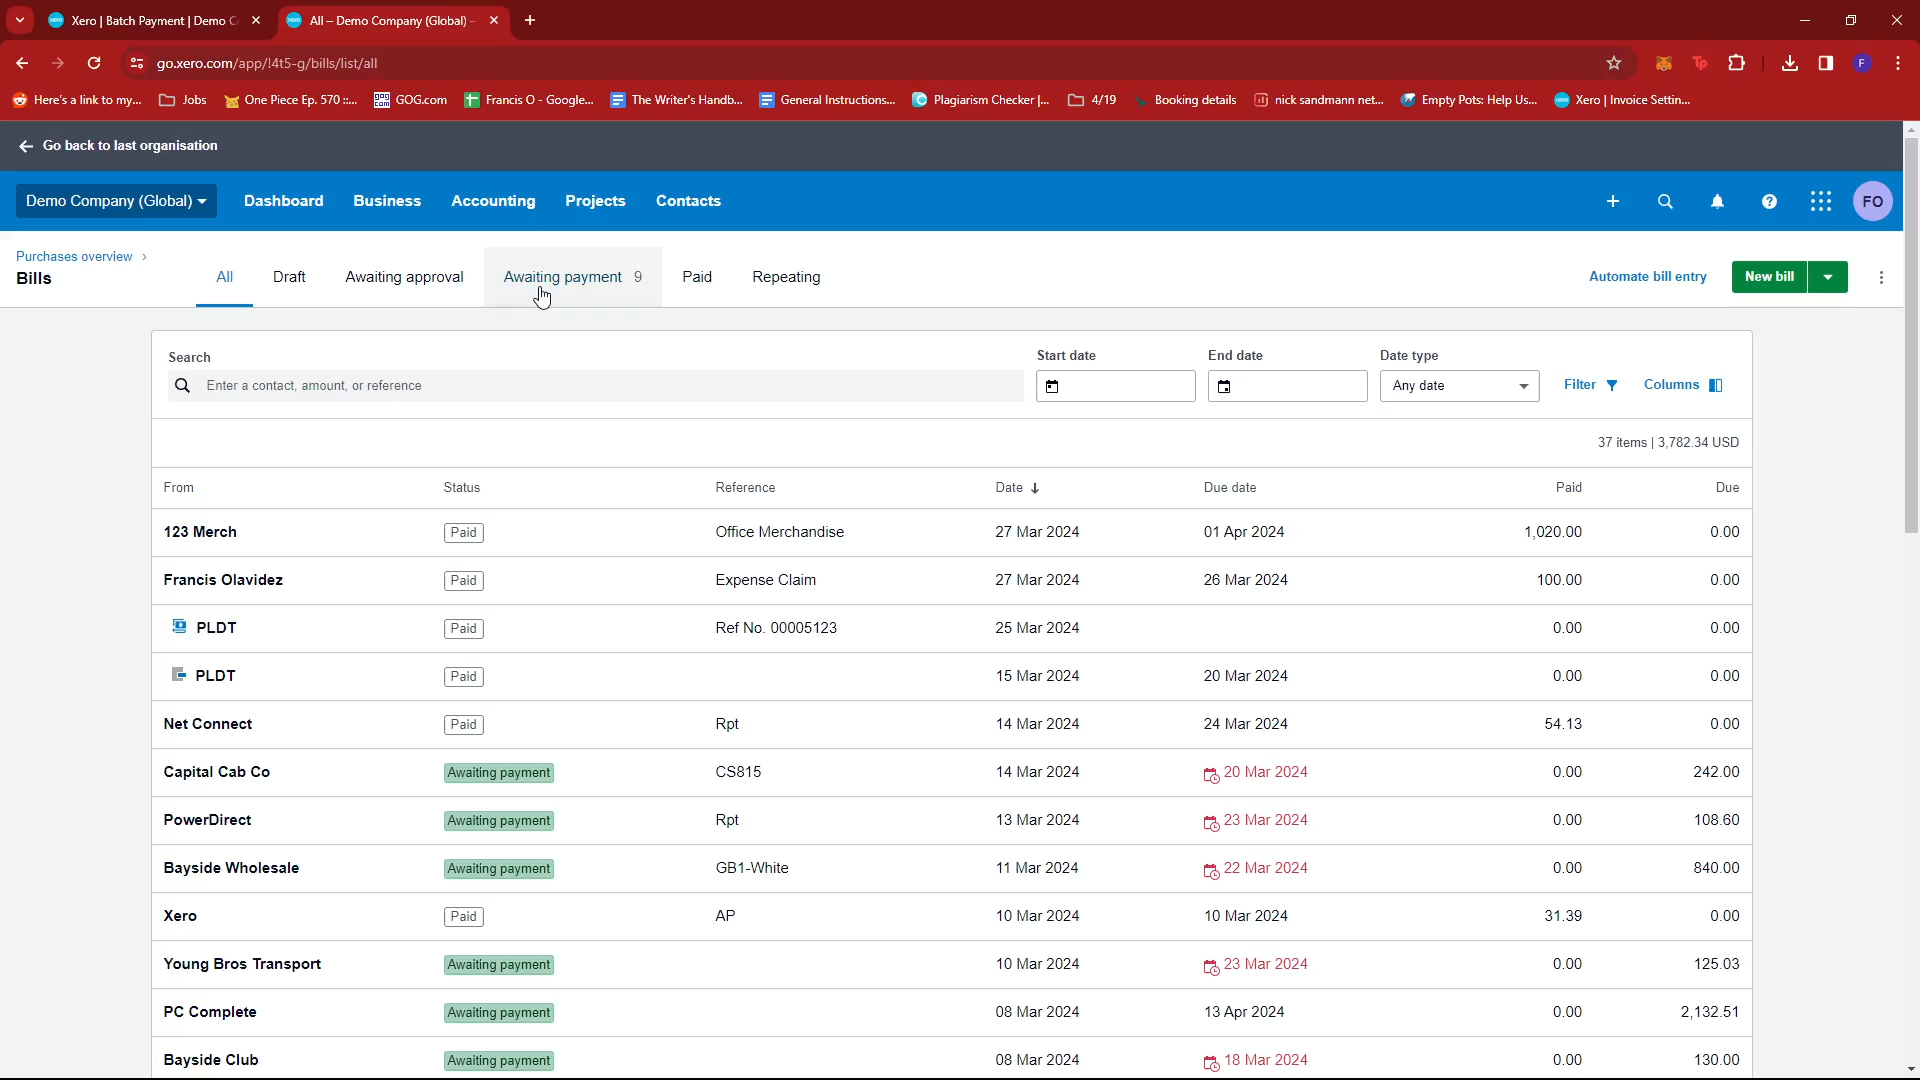 Xero | Batch Payment | Demo C
All – Demo Company (Global) –
go.xero.com/app/!4t5-g/bills/list/all
Here's a link to my...
Jobs
One Piece Ep. 570 ::...
GOG.com
Francis O - Google...
The Writer's Handb...
General Instructions...
Plagiarism Checker |...
4/19
Booking details
nick sandmann net...
Empty Pots: Help Us...
Xero | Invoice Settin...
Tp
F
Go back to last organisation
Demo Company (Global)
Dashboard
Business
Accounting
Projects
Contacts
FO
Purchases overview ›
Bills
All
Draft
Awaiting approval
Awaiting payment 9
Paid
Repeating
Automate bill entry
New bill
Search
Enter a contact, amount, or reference
Start date
End date
Date type
Any date
Filter
Columns
37 items | 3,782.34 USD
From Status Reference Date ↓ Due date Paid Due
123 Merch Paid Office Merchandise 27 Mar 2024 01 Apr 2024 1,020.00 0.00
Francis Olavidez Paid Expense Claim 27 Mar 2024 26 Mar 2024 100.00 0.00
PLDT Paid Ref No. 00005123 25 Mar 2024 0.00 0.00
PLDT Paid 15 Mar 2024 20 Mar 2024 0.00 0.00
Net Connect Paid Rpt 14 Mar 2024 24 Mar 2024 54.13 0.00
Capital Cab Co Awaiting payment CS815 14 Mar 2024 20 Mar 2024 0.00 242.00
PowerDirect Awaiting payment Rpt 13 Mar 2024 23 Mar 2024 0.00 108.60
Bayside Wholesale Awaiting payment GB1-White 11 Mar 2024 22 Mar 2024 0.00 840.00
Xero Paid AP 10 Mar 2024 10 Mar 2024 31.39 0.00
Young Bros Transport Awaiting payment 10 Mar 2024 23 Mar 2024 0.00 125.03
PC Complete Awaiting payment 08 Mar 2024 13 Apr 2024 0.00 2,132.51
Bayside Club Awaiting payment 08 Mar 2024 18 Mar 2024 0.00 130.00